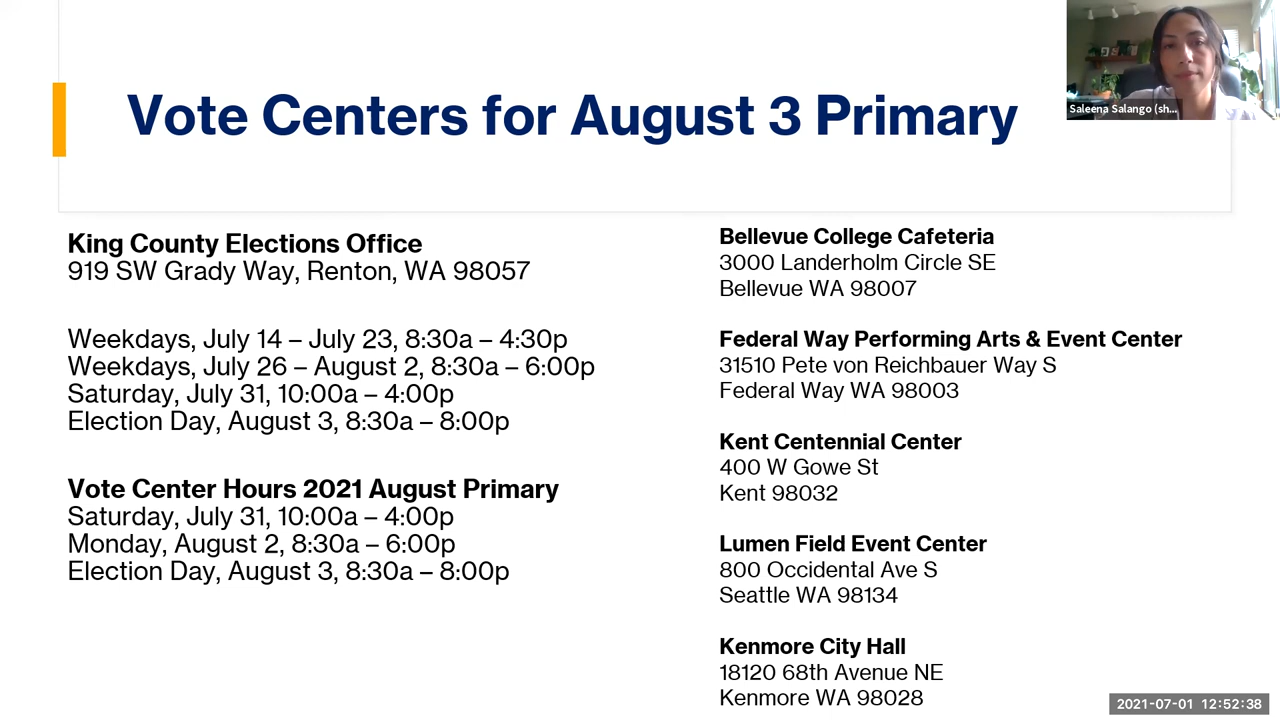 Vote Centers for August 3 Primary
Saleena Salango (sh...
King County Elections Office
919 SW Grady Way, Renton, WA 98057
Weekdays, July 14 – July 23, 8:30a – 4:30p
Weekdays, July 26 – August 2, 8:30a – 6:00p
Saturday, July 31, 10:00a – 4:00p
Election Day, August 3, 8:30a – 8:00p
Vote Center Hours 2021 August Primary
Saturday, July 31, 10:00a – 4:00p
Monday, August 2, 8:30a – 6:00p
Election Day, August 3, 8:30a – 8:00p
Bellevue College Cafeteria
3000 Landerholm Circle SE
Bellevue WA 98007
Federal Way Performing Arts & Event Center
31510 Pete von Reichbauer Way S
Federal Way WA 98003
Kent Centennial Center
400 W Gowe St
Kent 98032
Lumen Field Event Center
800 Occidental Ave S
Seattle WA 98134
Kenmore City Hall
18120 68th Avenue NE
Kenmore WA 98028
2021-07-01 12:52:38